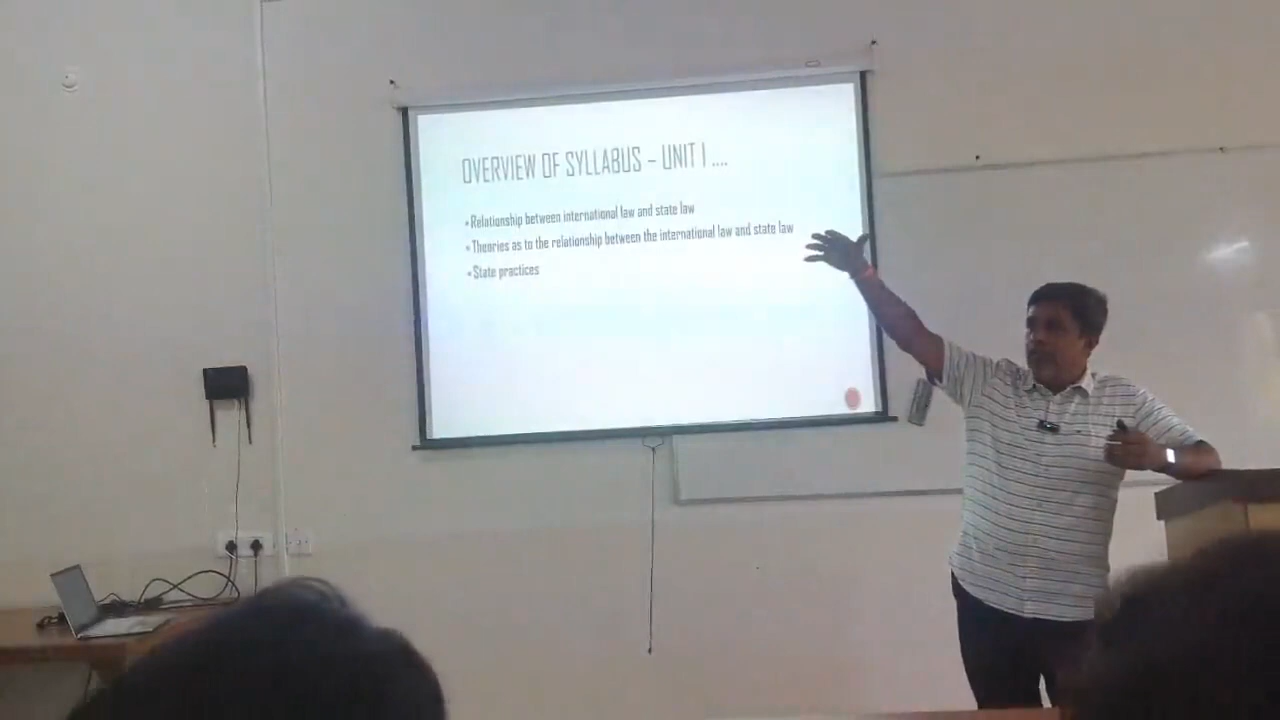 OVERVIEW OF SYLLABUS – UNIT I ....
•Relationship between international law and state law
•Theories as to the relationship between the international law and state law
•State practices